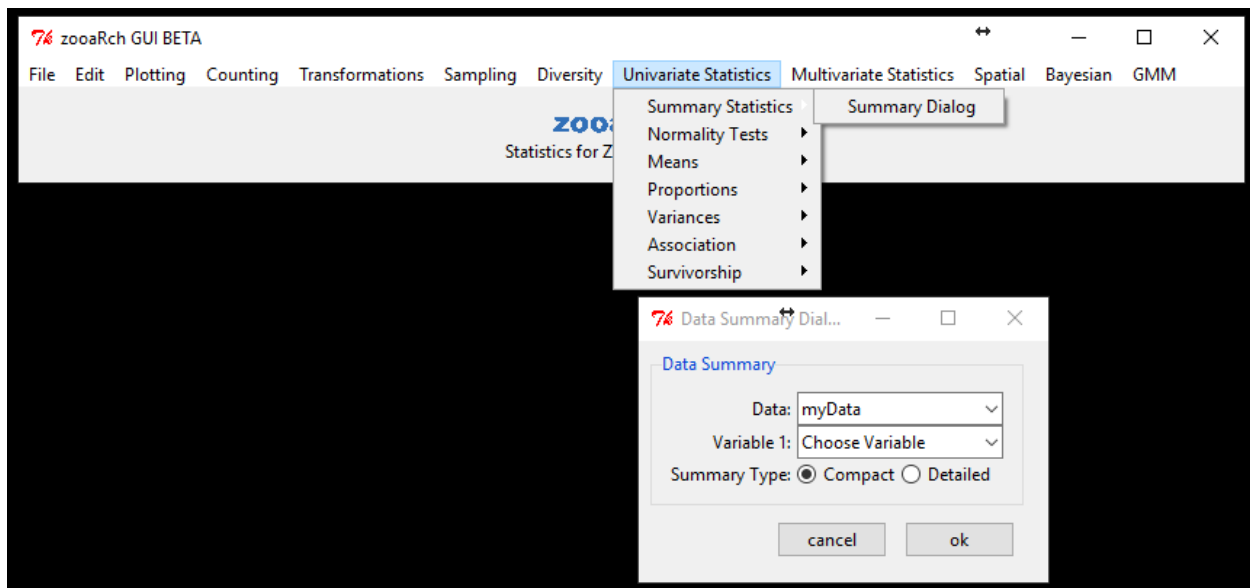 zooaRch GUI BETA
File Edit Plotting Counting Transformations Sampling Diversity Univariate Statistics Multivariate Statistics Spatial Bayesian GMM
zooa
Statistics for Z
Summary Statistics
Summary Dialog
Normality Tests
Means
Proportions
Variances
Association
Survivorship
Data Summary Dial...
Data Summary
Data: myData
Variable 1: Choose Variable
Summary Type: Compact Detailed
cancel ok